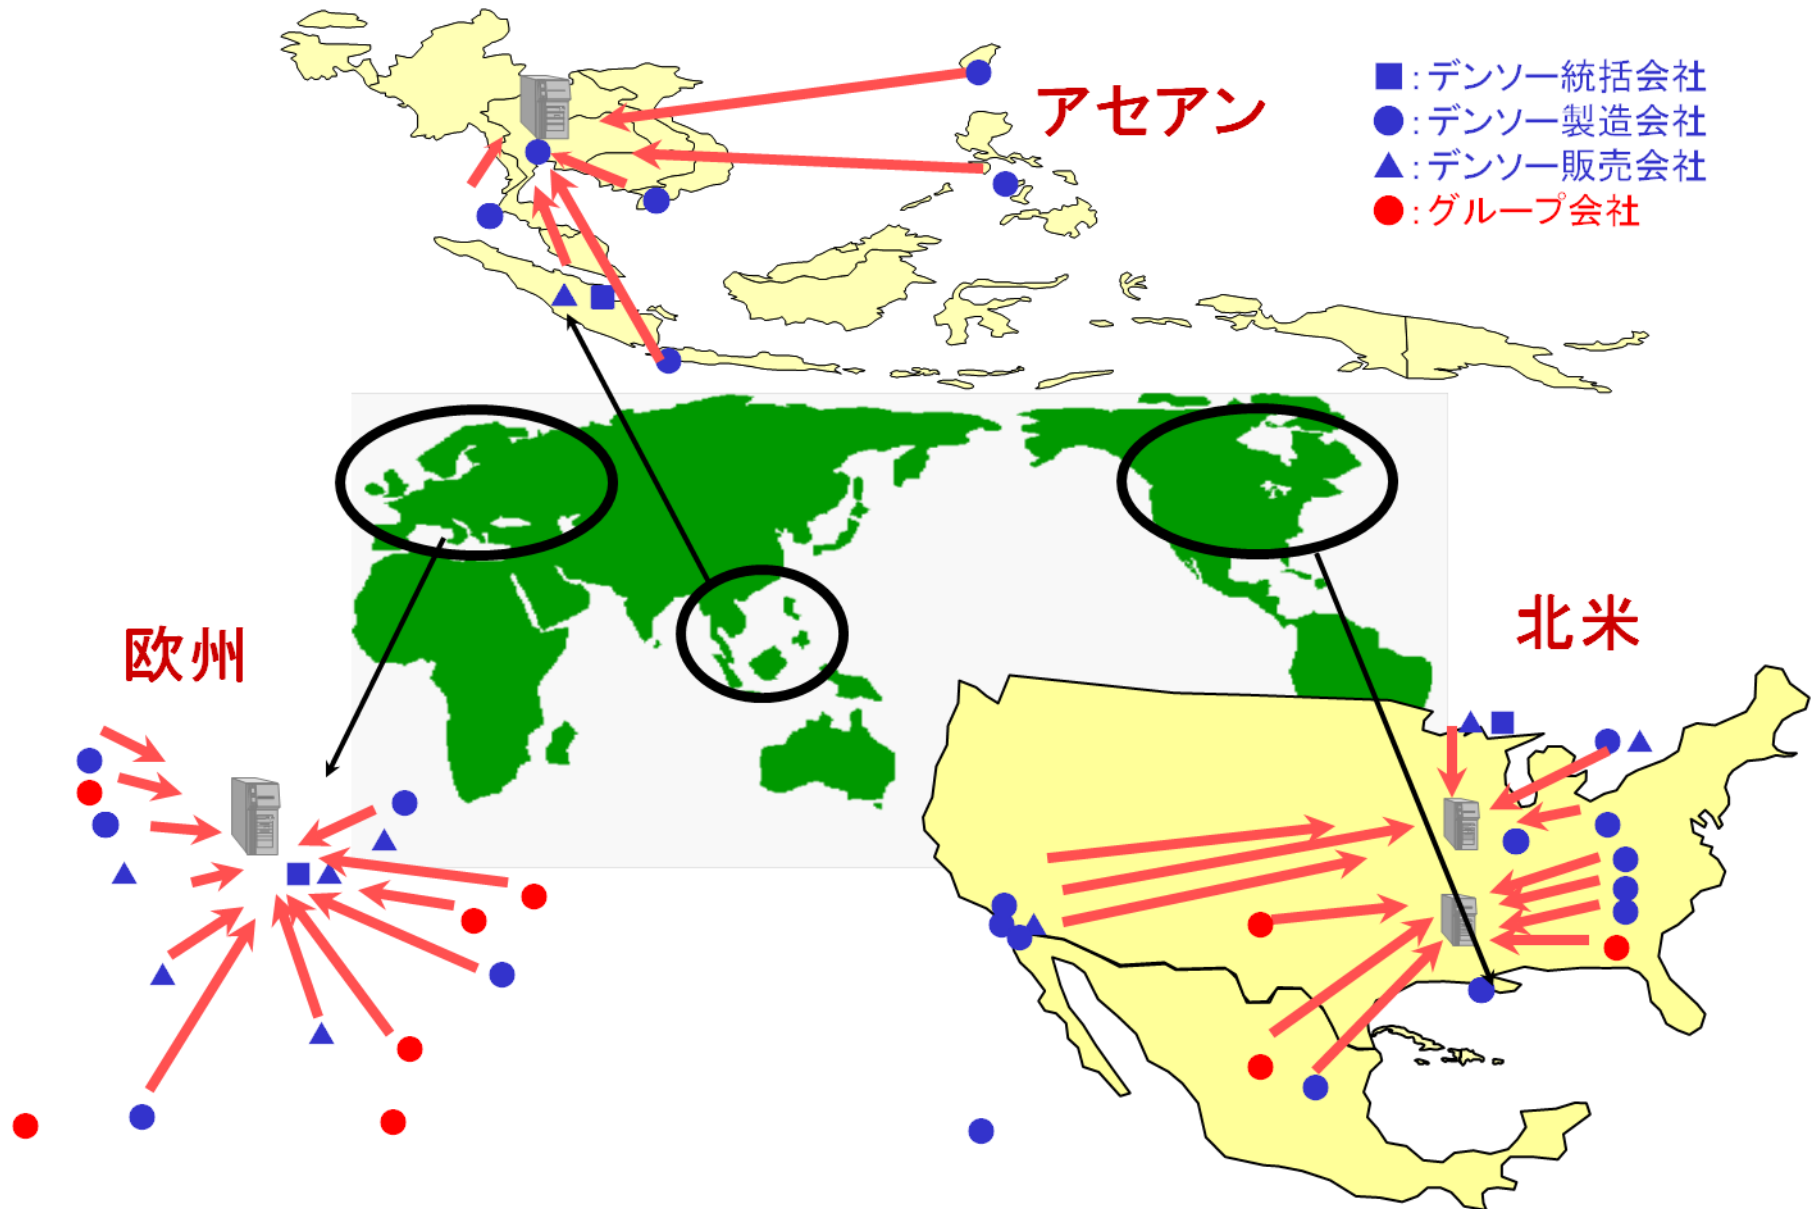 アセアン
■:デンソー統括会社
●:デンソー製造会社
▲:デンソー販売会社
●:グループ会社
欧州
北米